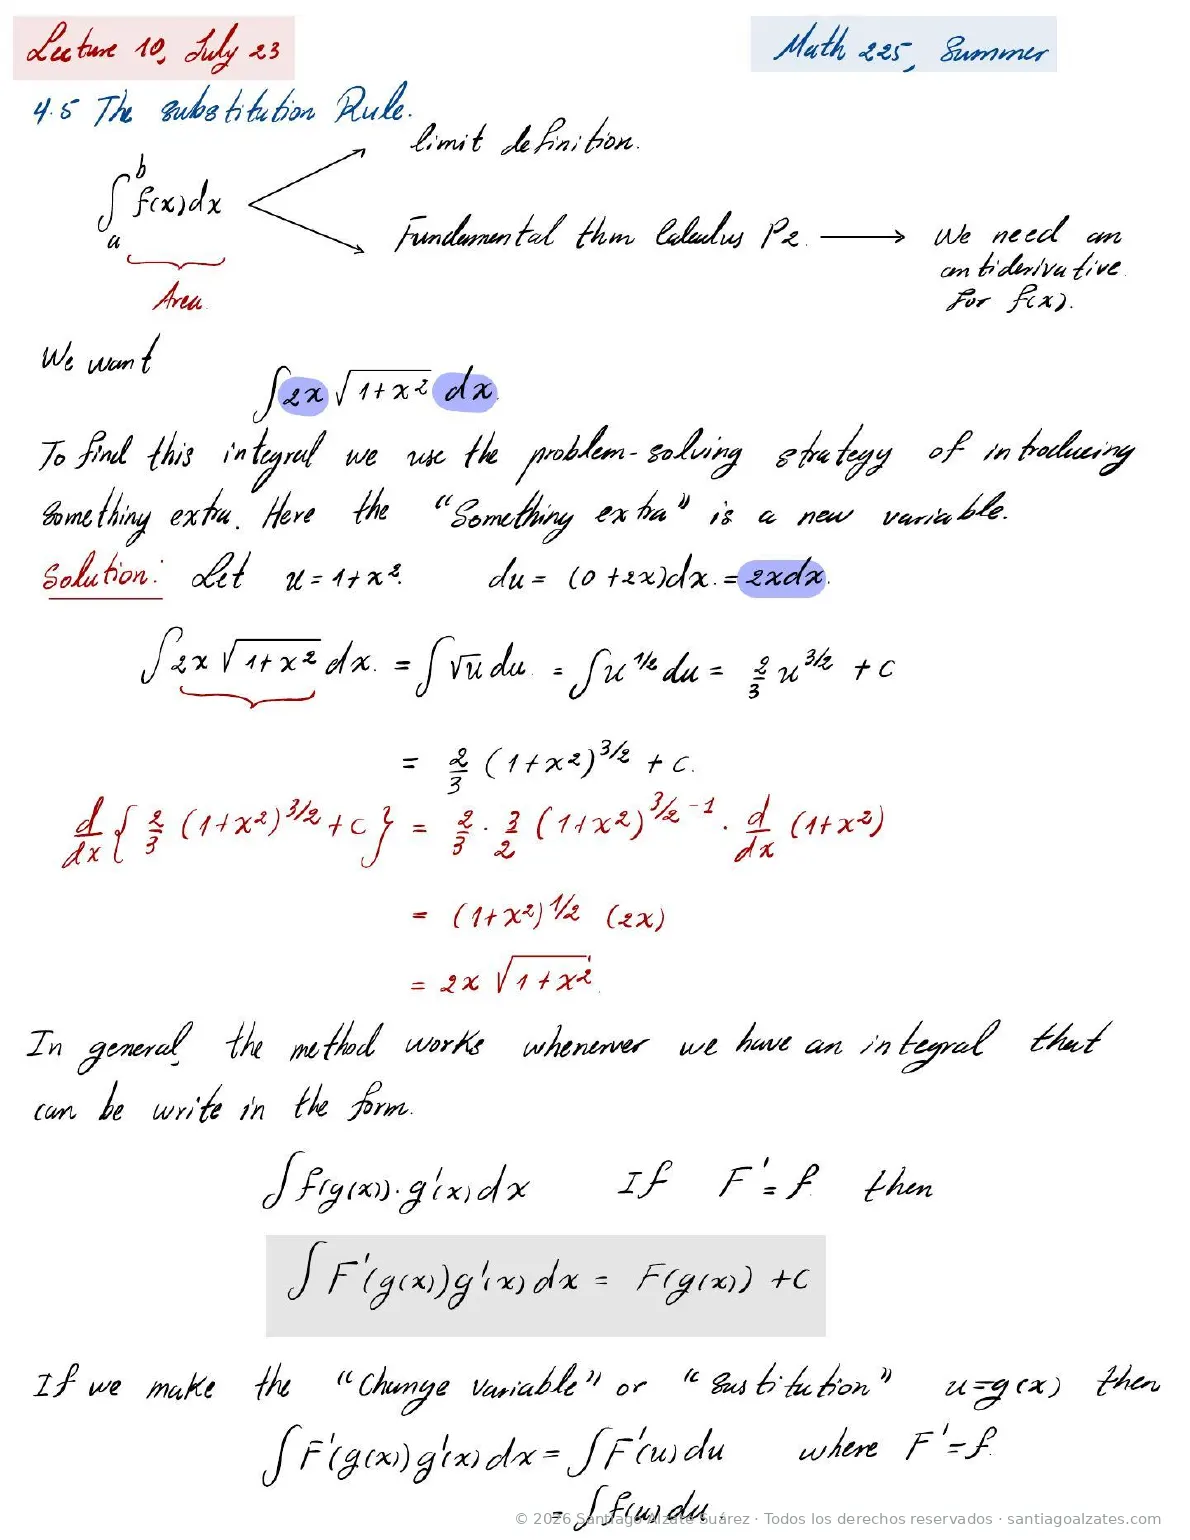 Lecture 10, July 23
Math 225, Summer
4.5 The substitution Rule.
∫_a^b f(x)dx
limit definition.
Fundamental thm Calculus P2. → We need an
antiderivative
for f(x).
Area.
We want
∫ 2x √(1+x²) dx.
To find this integral we use the problem-solving strategy of introducing
something extra. Here the "Something extra" is a new variable.
Solution: Let u = 1+x². du = (0+2x)dx. = 2xdx.
∫ 2x √(1+x²) dx. = ∫ √u du. = ∫ u^{1/2} du = 2/3 u^{3/2} + C
= 2/3 (1+x²)^{3/2} + C.
d/dx { 2/3 (1+x²)^{3/2} + C } = 2/3 · 3/2 (1+x²)^{3/2 - 1} · d/dx (1+x²)
= (1+x²)^{1/2} (2x)
= 2x √(1+x²).
In general, the method works whenerver we have an integral that
can be write in the form.
∫ f(g(x)).g'(x)dx If F' = f. then
∫ F'(g(x))g'(x)dx = F(g(x)) + C
If we make the "Change variable" or "Sustitution" u=g(x) then
∫ F'(g(x))g'(x)dx = ∫ F'(u)du where F'=f.
= ∫ f(u)du.
© 2026 Santiago Alzate Suárez · Todos los derechos reservados · santiagoalzates.com